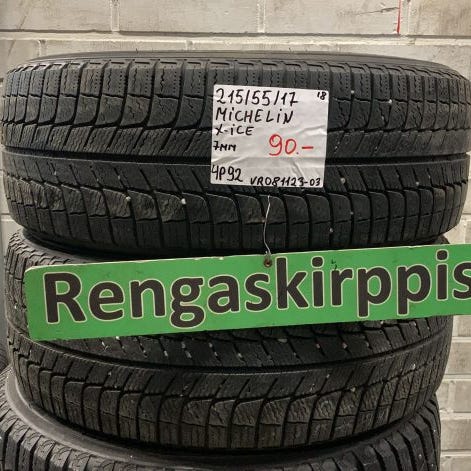 215/55/17 '18
MiCHELiN
X-iCE
7MM 90.-
4P92 VR081123-03
Rengaskirppis